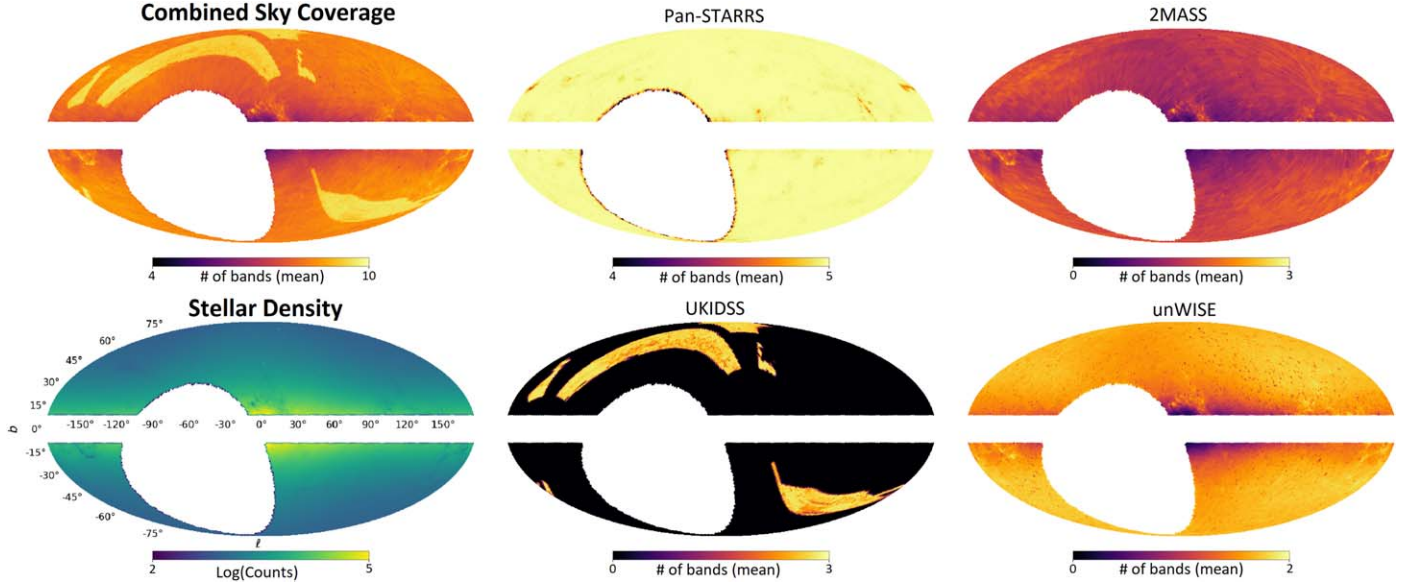 Combined Sky Coverage
4 10
# of bands (mean)
Pan-STARRS
4 5
# of bands (mean)
2MASS
0 3
# of bands (mean)
Stellar Density
75°
60°
45°
30°
15°
0°
-15°
-30°
-45°
-60°
-75°
b
-150° -120° -90° -60° -30° 0° 30° 60° 90° 120° 150°
ℓ
2 5
Log(Counts)
UKIDSS
0 3
# of bands (mean)
unWISE
0 2
# of bands (mean)